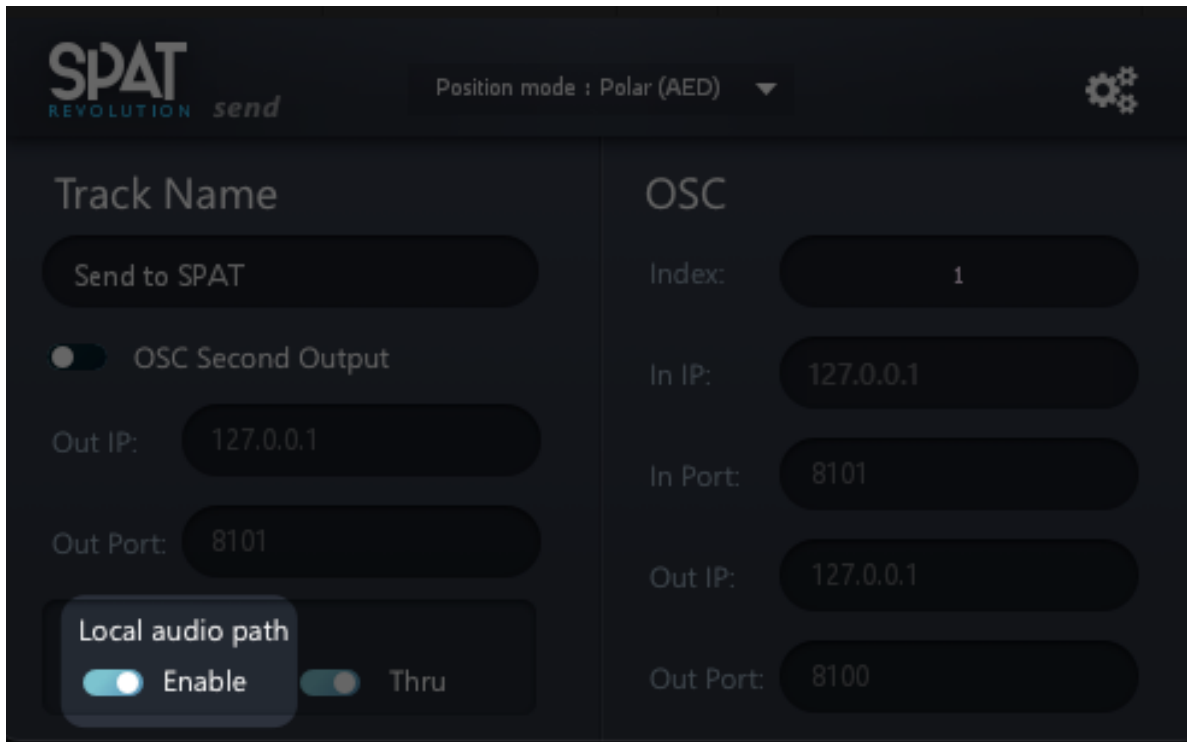 SPAT
REVOLUTION send
Position mode : Polar (AED)
Track Name
Send to SPAT
OSC Second Output
Out IP: 127.0.0.1
Out Port: 8101
Local audio path
Enable Thru
OSC
Index: 1
In IP: 127.0.0.1
In Port: 8101
Out IP: 127.0.0.1
Out Port: 8100